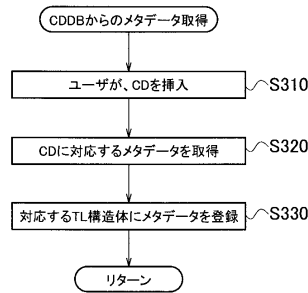 CDDBからのメタデータ取得
ユーザが、CDを挿入
S310
CDに対応するメタデータを取得
S320
対応するTL構造体にメタデータを登録
S330
リターン